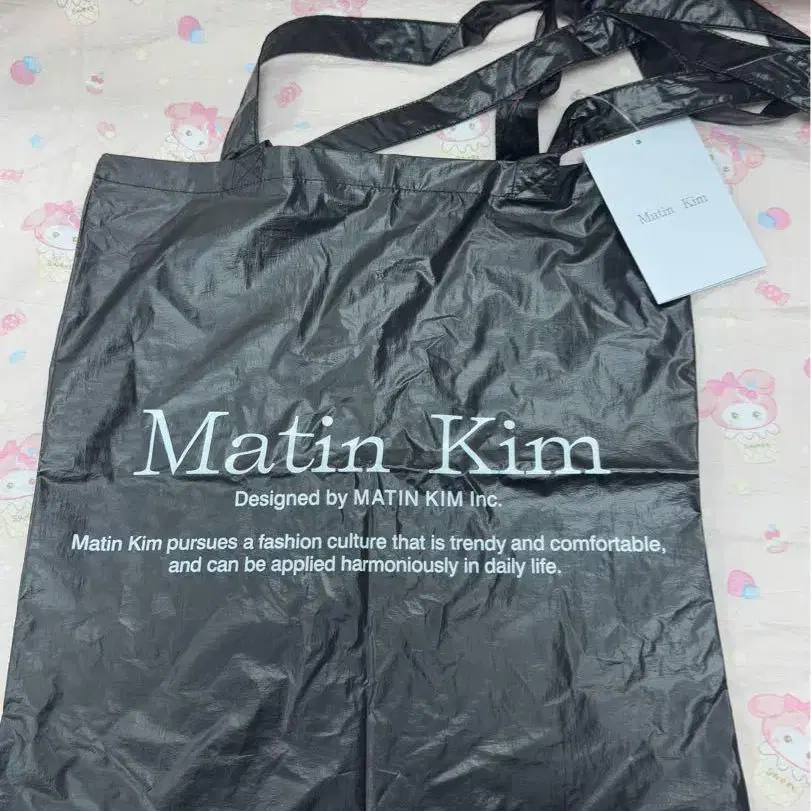 Matin Kim
Matin Kim
Designed by MATIN KIM Inc.
Matin Kim pursues a fashion culture that is trendy and comfortable,
and can be applied harmoniously in daily life.